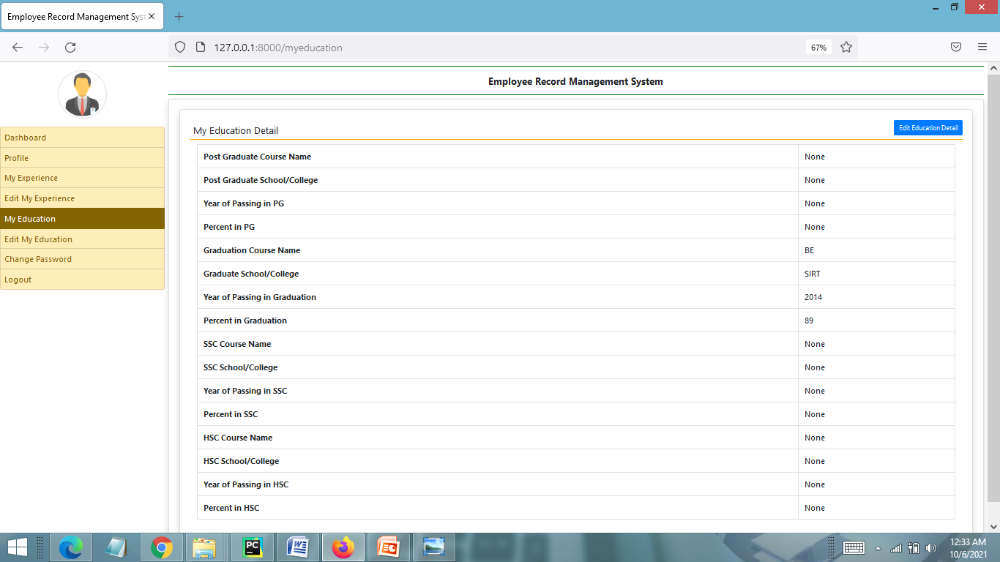 Employee Record Management Syst
127.0.0.1:8000/myeducation
67%
Employee Record Management System
Dashboard
Profile
My Experience
Edit My Experience
My Education
Edit My Education
Change Password
Logout
My Education Detail
Edit Education Detail
Post Graduate Course Name None
Post Graduate School/College None
Year of Passing in PG None
Percent in PG None
Graduation Course Name BE
Graduate School/College SIRT
Year of Passing in Graduation 2014
Percent in Graduation 89
SSC Course Name None
SSC School/College None
Year of Passing in SSC None
Percent in SSC None
HSC Course Name None
HSC School/College None
Year of Passing in HSC None
Percent in HSC None
PC
12:33 AM
10/6/2021